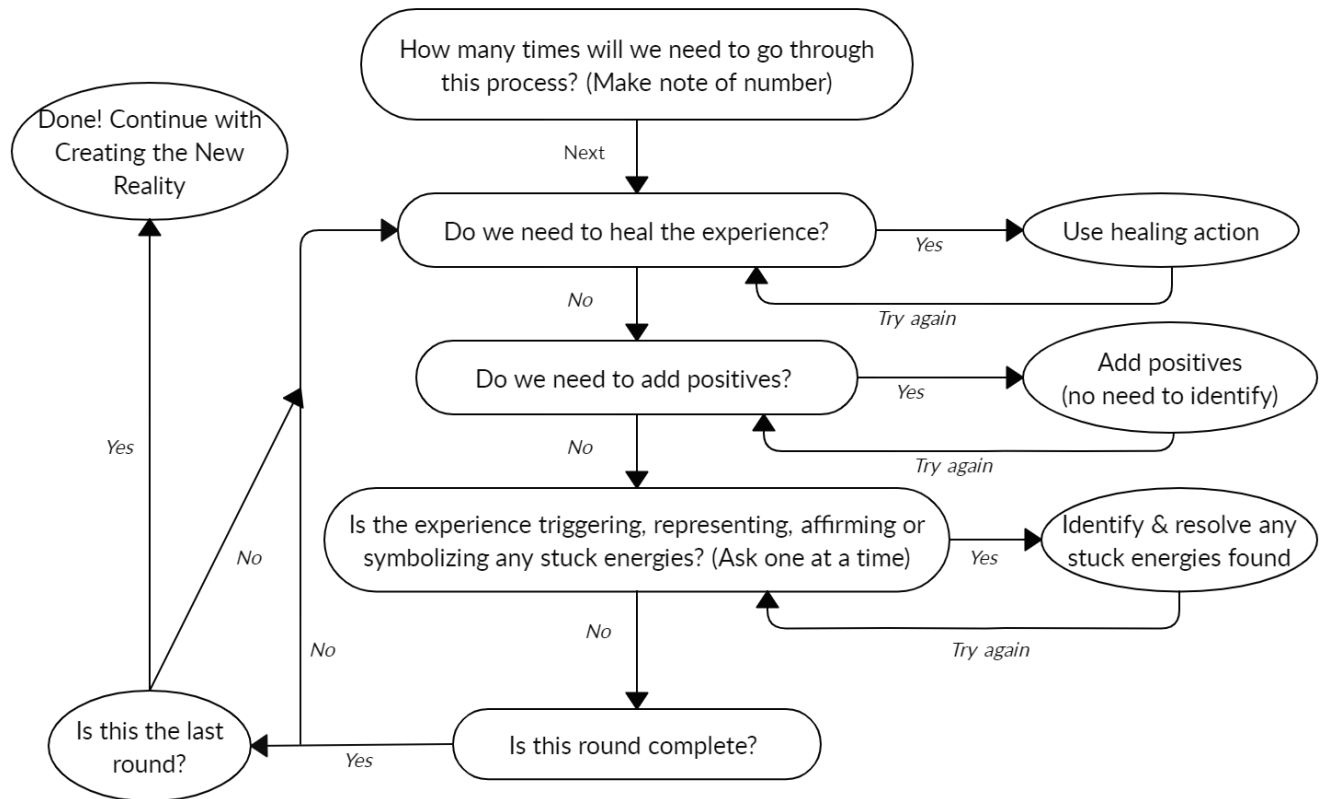 How many times will we need to go through
this process? (Make note of number)
Done! Continue with
Creating the New
Reality
Next
Do we need to heal the experience?
Yes
Use healing action
No
Try again
Do we need to add positives?
Yes
Add positives
(no need to identify)
Yes
No
Try again
Is the experience triggering, representing, affirming or
symbolizing any stuck energies? (Ask one at a time)
Yes
Identify & resolve any
stuck energies found
No
No
Try again
No
Is this the last
round?
Yes
Is this round complete?